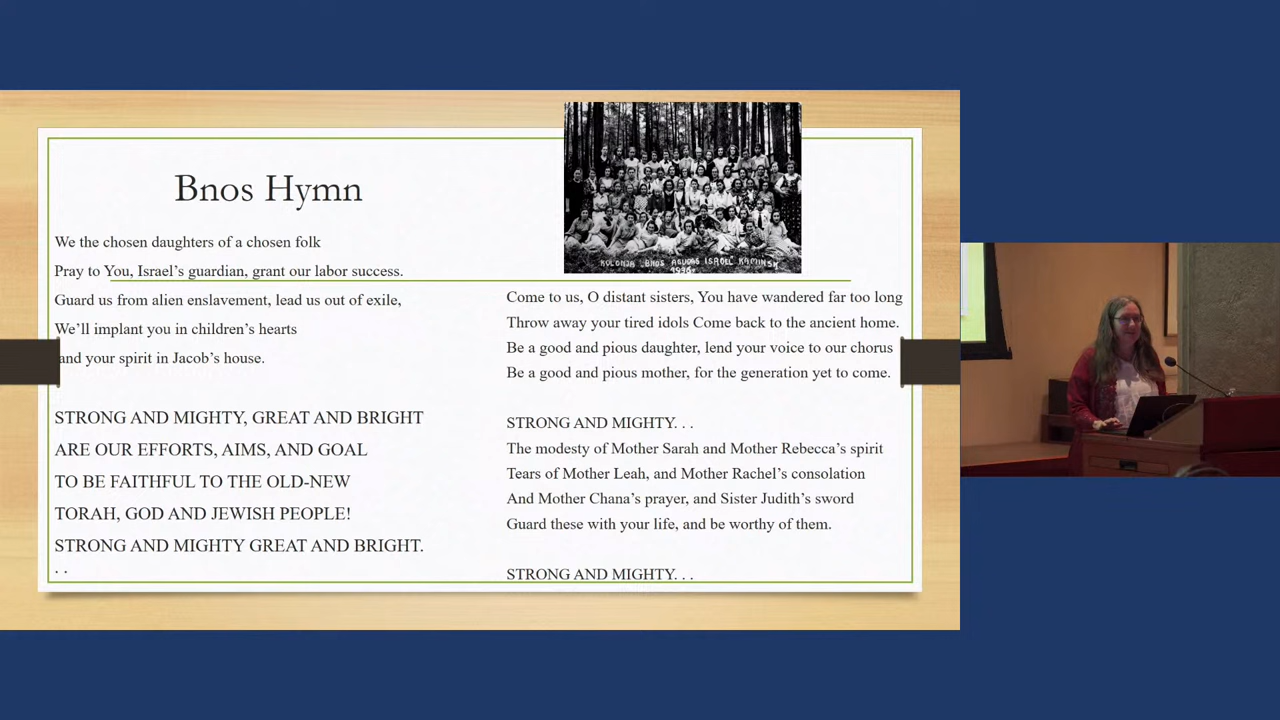 Bnos Hymn
We the chosen daughters of a chosen folk
Pray to You, Israel’s guardian, grant our labor success.
Guard us from alien enslavement, lead us out of exile,
We’ll implant you in children’s hearts
and your spirit in Jacob’s house.
STRONG AND MIGHTY, GREAT AND BRIGHT
ARE OUR EFFORTS, AIMS, AND GOAL
TO BE FAITHFUL TO THE OLD-NEW
TORAH, GOD AND JEWISH PEOPLE!
STRONG AND MIGHTY GREAT AND BRIGHT.
. .
KOLONJA BNOS AGUDAS ISRAEL KAMINSK
1936r
Come to us, O distant sisters, You have wandered far too long
Throw away your tired idols Come back to the ancient home.
Be a good and pious daughter, lend your voice to our chorus
Be a good and pious mother, for the generation yet to come.
STRONG AND MIGHTY. . .
The modesty of Mother Sarah and Mother Rebecca’s spirit
Tears of Mother Leah, and Mother Rachel’s consolation
And Mother Chana’s prayer, and Sister Judith’s sword
Guard these with your life, and be worthy of them.
STRONG AND MIGHTY. . .